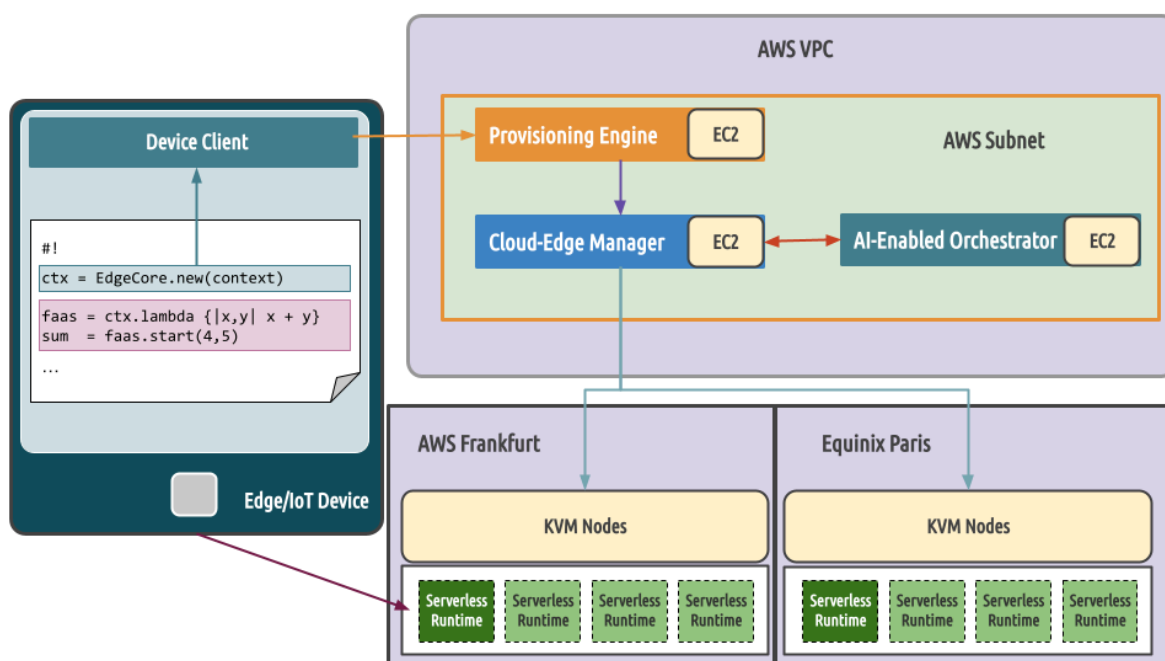 AWS VPC
Device Client
Provisioning Engine
EC2
AWS Subnet
#!
ctx = EdgeCore.new(context)
faas = ctx.lambda {|x,y| x + y}
sum  = faas.start(4,5)
...
Cloud-Edge Manager
EC2
AI-Enabled Orchestrator
EC2
Edge/IoT Device
AWS Frankfurt
KVM Nodes
Serverless
Runtime
Serverless
Runtime
Serverless
Runtime
Serverless
Runtime
Equinix Paris
KVM Nodes
Serverless
Runtime
Serverless
Runtime
Serverless
Runtime
Serverless
Runtime